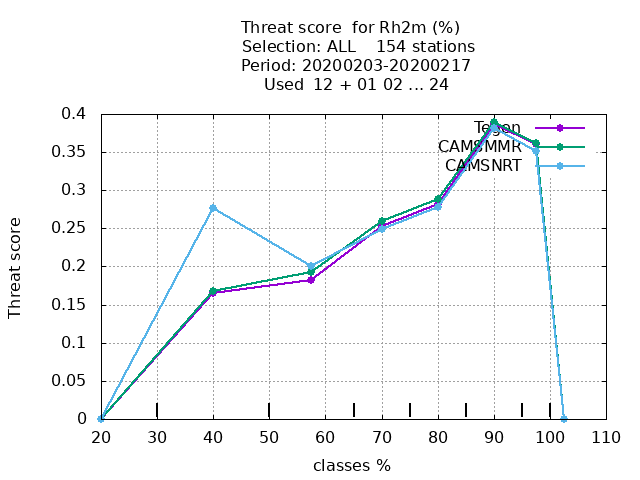 Threat score  for Rh2m (%)
Selection: ALL    154 stations
Period: 20200203-20200217
Used  12 + 01 02 ... 24
Tegen
CAMSMMR
CAMSNRT
0.4
0.35
0.3
0.25
0.2
0.15
0.1
0.05
0
20 30 40 50 60 70 80 90 100 110
Threat score
classes %